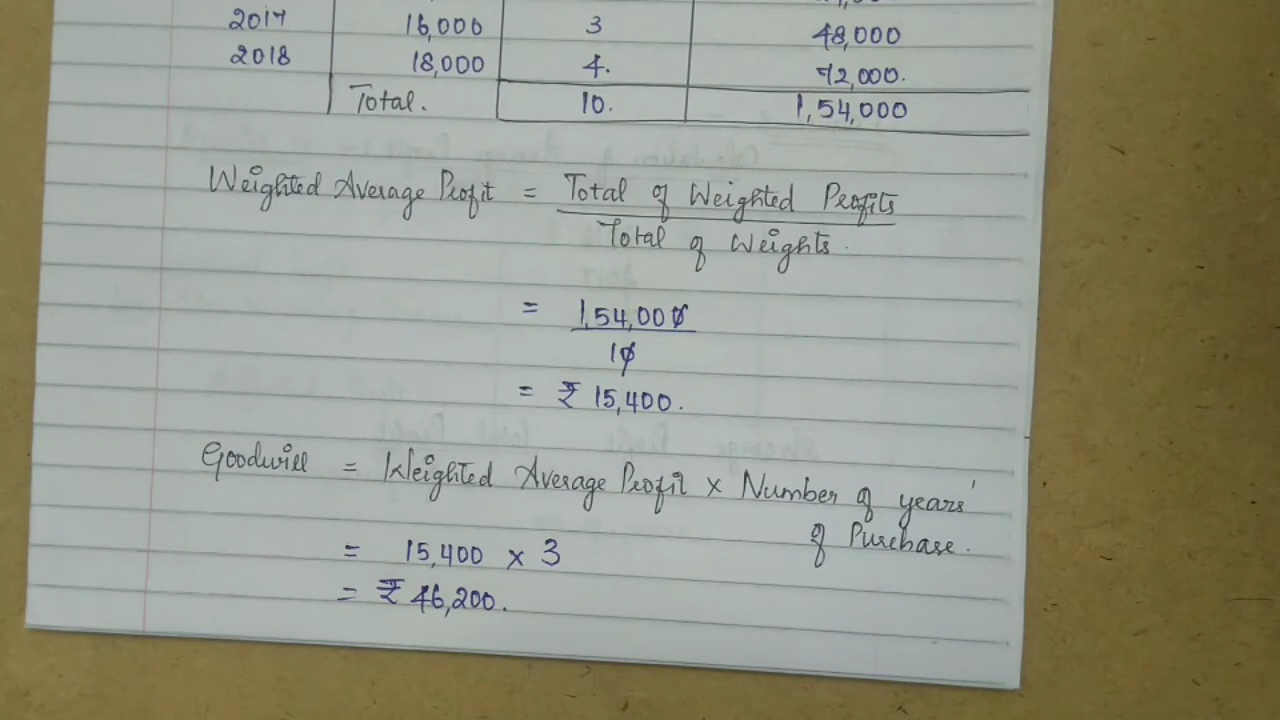 2017 16,000 3 48,000
2018 18,000 4. 72,000.
Total. 10. 1,54,000
Weighted Average Profit = Total of Weighted Profits
Total of Weights.
= 1,54,000
10
= ₹ 15,400.
Goodwill = Weighted Average Profit x Number of years'
of Purchase.
= 15,400 x 3
= ₹ 46,200.